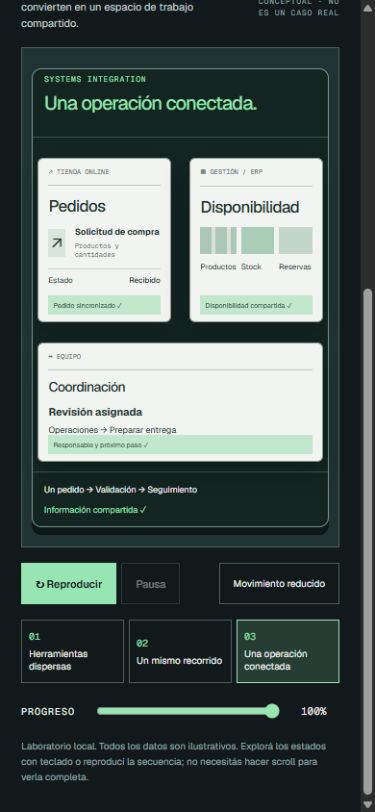 convierten en un espacio de trabajo
compartido.
CONCEPTUAL · NO
ES UN CASO REAL
SYSTEMS INTEGRATION
Una operación conectada.
↗ TIENDA ONLINE
Pedidos
↗
Solicitud de compra
Productos y
cantidades
Estado
Recibido
Pedido sincronizado ✓
▦ GESTIÓN / ERP
Disponibilidad
Productos
Stock
Reservas
Disponibilidad compartida ✓
↔ EQUIPO
Coordinación
Revisión asignada
Operaciones → Preparar entrega
Responsable y próximo paso ✓
Un pedido → Validación → Seguimiento
Información compartida ✓
↻ Reproducir
Pausa
Movimiento reducido
01
Herramientas
dispersas
02
Un mismo recorrido
03
Una operación
conectada
PROGRESO
100%
Laboratorio local. Todos los datos son ilustrativos. Explorá los estados
con teclado o reproducí la secuencia; no necesitás hacer scroll para
verla completa.